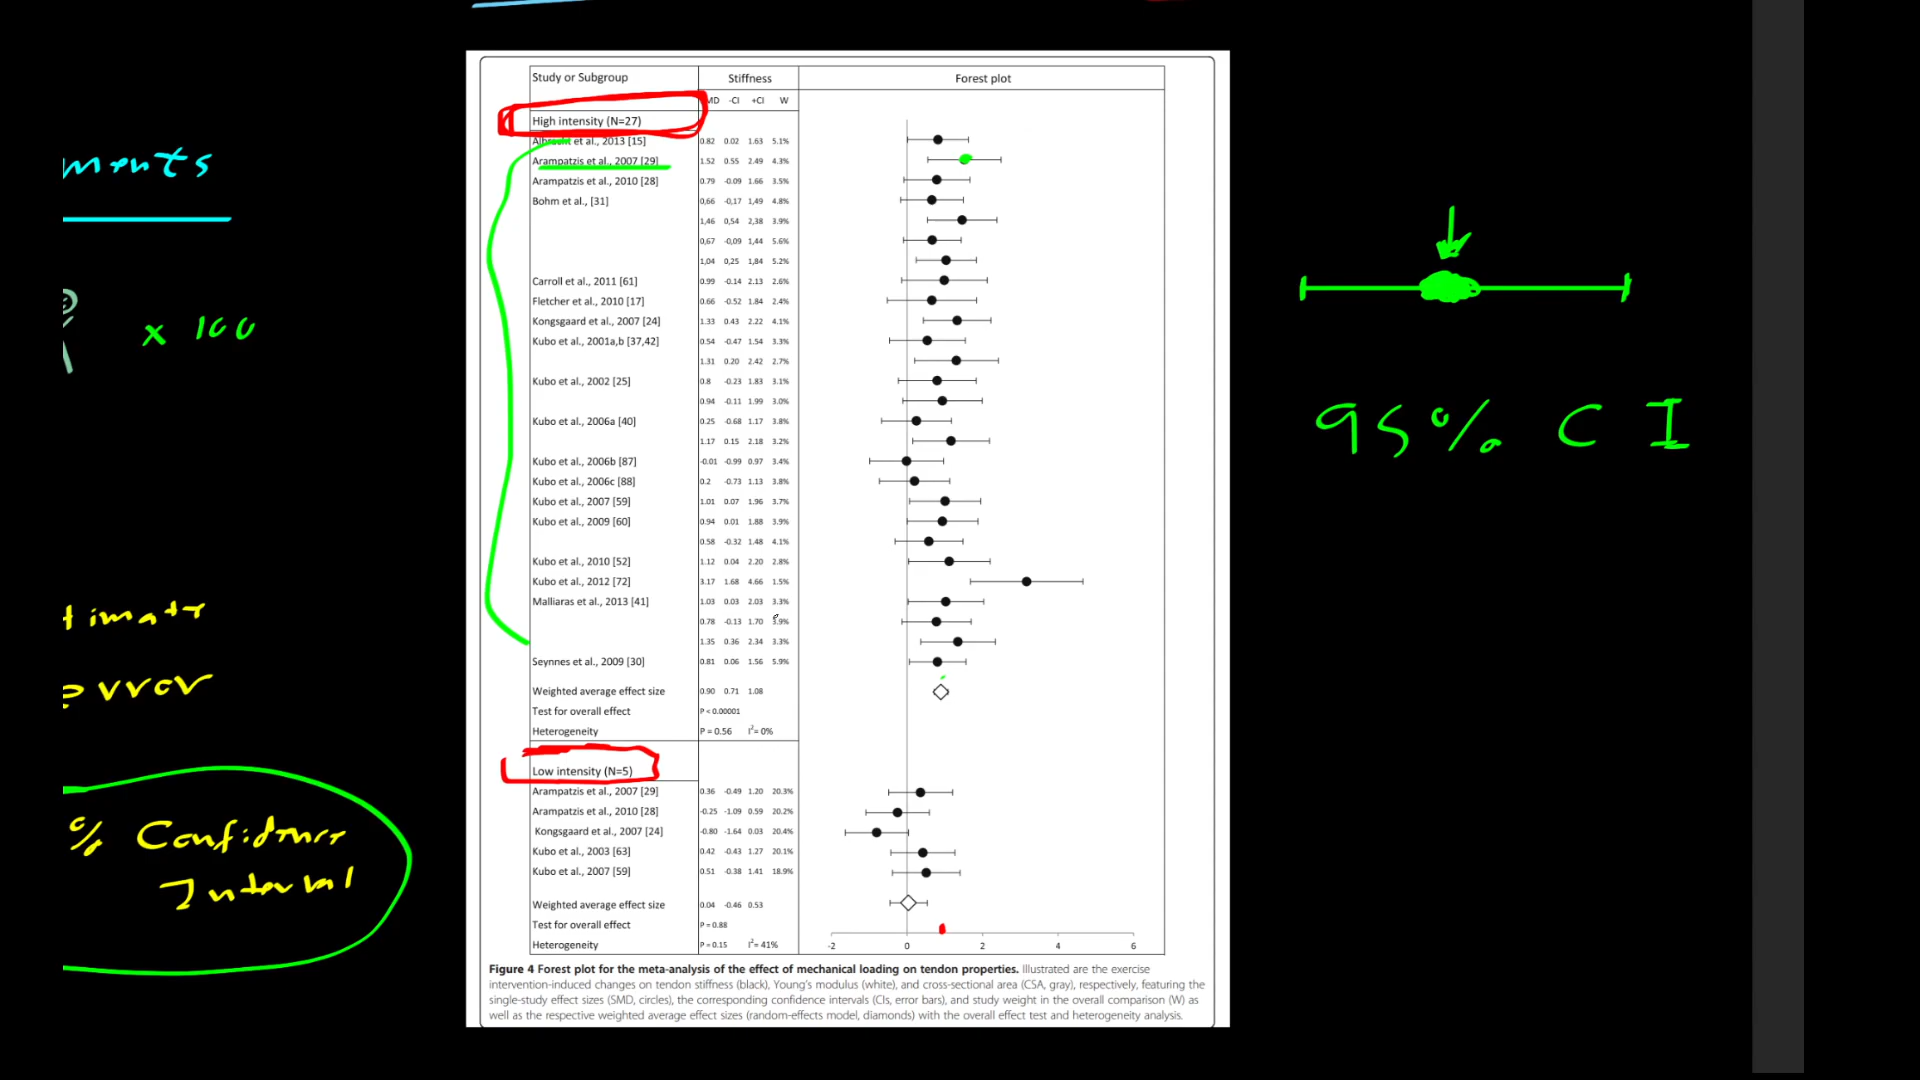 Study or Subgroup Stiffness Forest plot
-CI +CI W
High intensity (N=27)
Albrecht et al., 2013 [15] 0.82 0.02 1.63 5.1%
Arampatzis et al., 2007 [29] 1.52 0.55 2.49 4.3%
Arampatzis et al., 2010 [28] 0.79 -0.09 1.66 3.5%
Bohm et al., [31] 0,66 -0,17 1,49 4.8%
1,46 0,54 2,38 3.9%
0,67 -0,09 1,44 5.6%
1,04 0,25 1,84 5.2%
Carroll et al., 2011 [61] 0.99 -0.14 2.13 2.6%
Fletcher et al., 2010 [17] 0.66 -0.52 1.84 2.4%
Kongsgaard et al., 2007 [24] 1.33 0.43 2.22 4.1%
Kubo et al., 2001a,b [37,42] 0.54 -0.47 1.54 3.3%
1.31 0.20 2.42 2.7%
Kubo et al., 2002 [25] 0.8 -0.23 1.83 3.1%
0.94 -0.11 1.99 3.0%
Kubo et al., 2006a [40] 0.25 -0.68 1.17 3.8%
1.17 0.15 2.18 3.2%
Kubo et al., 2006b [87] -0.01 -0.99 0.97 3.4%
Kubo et al., 2006c [88] 0.2 -0.73 1.13 3.8%
Kubo et al., 2007 [59] 1.01 0.07 1.96 3.7%
Kubo et al., 2009 [60] 0.94 0.01 1.88 3.9%
0.58 -0.32 1.48 4.1%
Kubo et al., 2010 [52] 1.12 0.04 2.20 2.8%
Kubo et al., 2012 [72] 3.17 1.68 4.66 1.5%
Malliaras et al., 2013 [41] 1.03 0.03 2.03 3.3%
0.78 -0.13 1.70 3.9%
1.35 0.36 2.34 3.3%
Seynnes et al., 2009 [30] 0.81 0.06 1.56 5.9%
Weighted average effect size 0.90 0.71 1.08
Test for overall effect P < 0.00001
Heterogeneity P = 0.56 I²= 0%
Low intensity (N=5)
Arampatzis et al., 2007 [29] 0.36 -0.49 1.20 20.3%
Arampatzis et al., 2010 [28] -0.25 -1.09 0.59 20.2%
Kongsgaard et al., 2007 [24] -0.80 -1.64 0.03 20.4%
Kubo et al., 2003 [63] 0.42 -0.43 1.27 20.1%
Kubo et al., 2007 [59] 0.51 -0.38 1.41 18.9%
Weighted average effect size 0.04 -0.46 0.53
Test for overall effect P = 0.88
Heterogeneity P = 0.15 I²= 41%
-2 0 2 4 6
Figure 4 Forest plot for the meta-analysis of the effect of mechanical loading on tendon properties. Illustrated are the exercise
intervention-induced changes on tendon stiffness (black), Young's modulus (white), and cross-sectional area (CSA, gray), respectively, featuring the
single-study effect sizes (SMD, circles), the corresponding confidence intervals (CIs, error bars), and study weight in the overall comparison (W) as
well as the respective weighted average effect sizes (random-effects model, diamonds) with the overall effect test and heterogeneity analysis.
ments
x 100
timate
error
% Confidence
Interval
95% CI